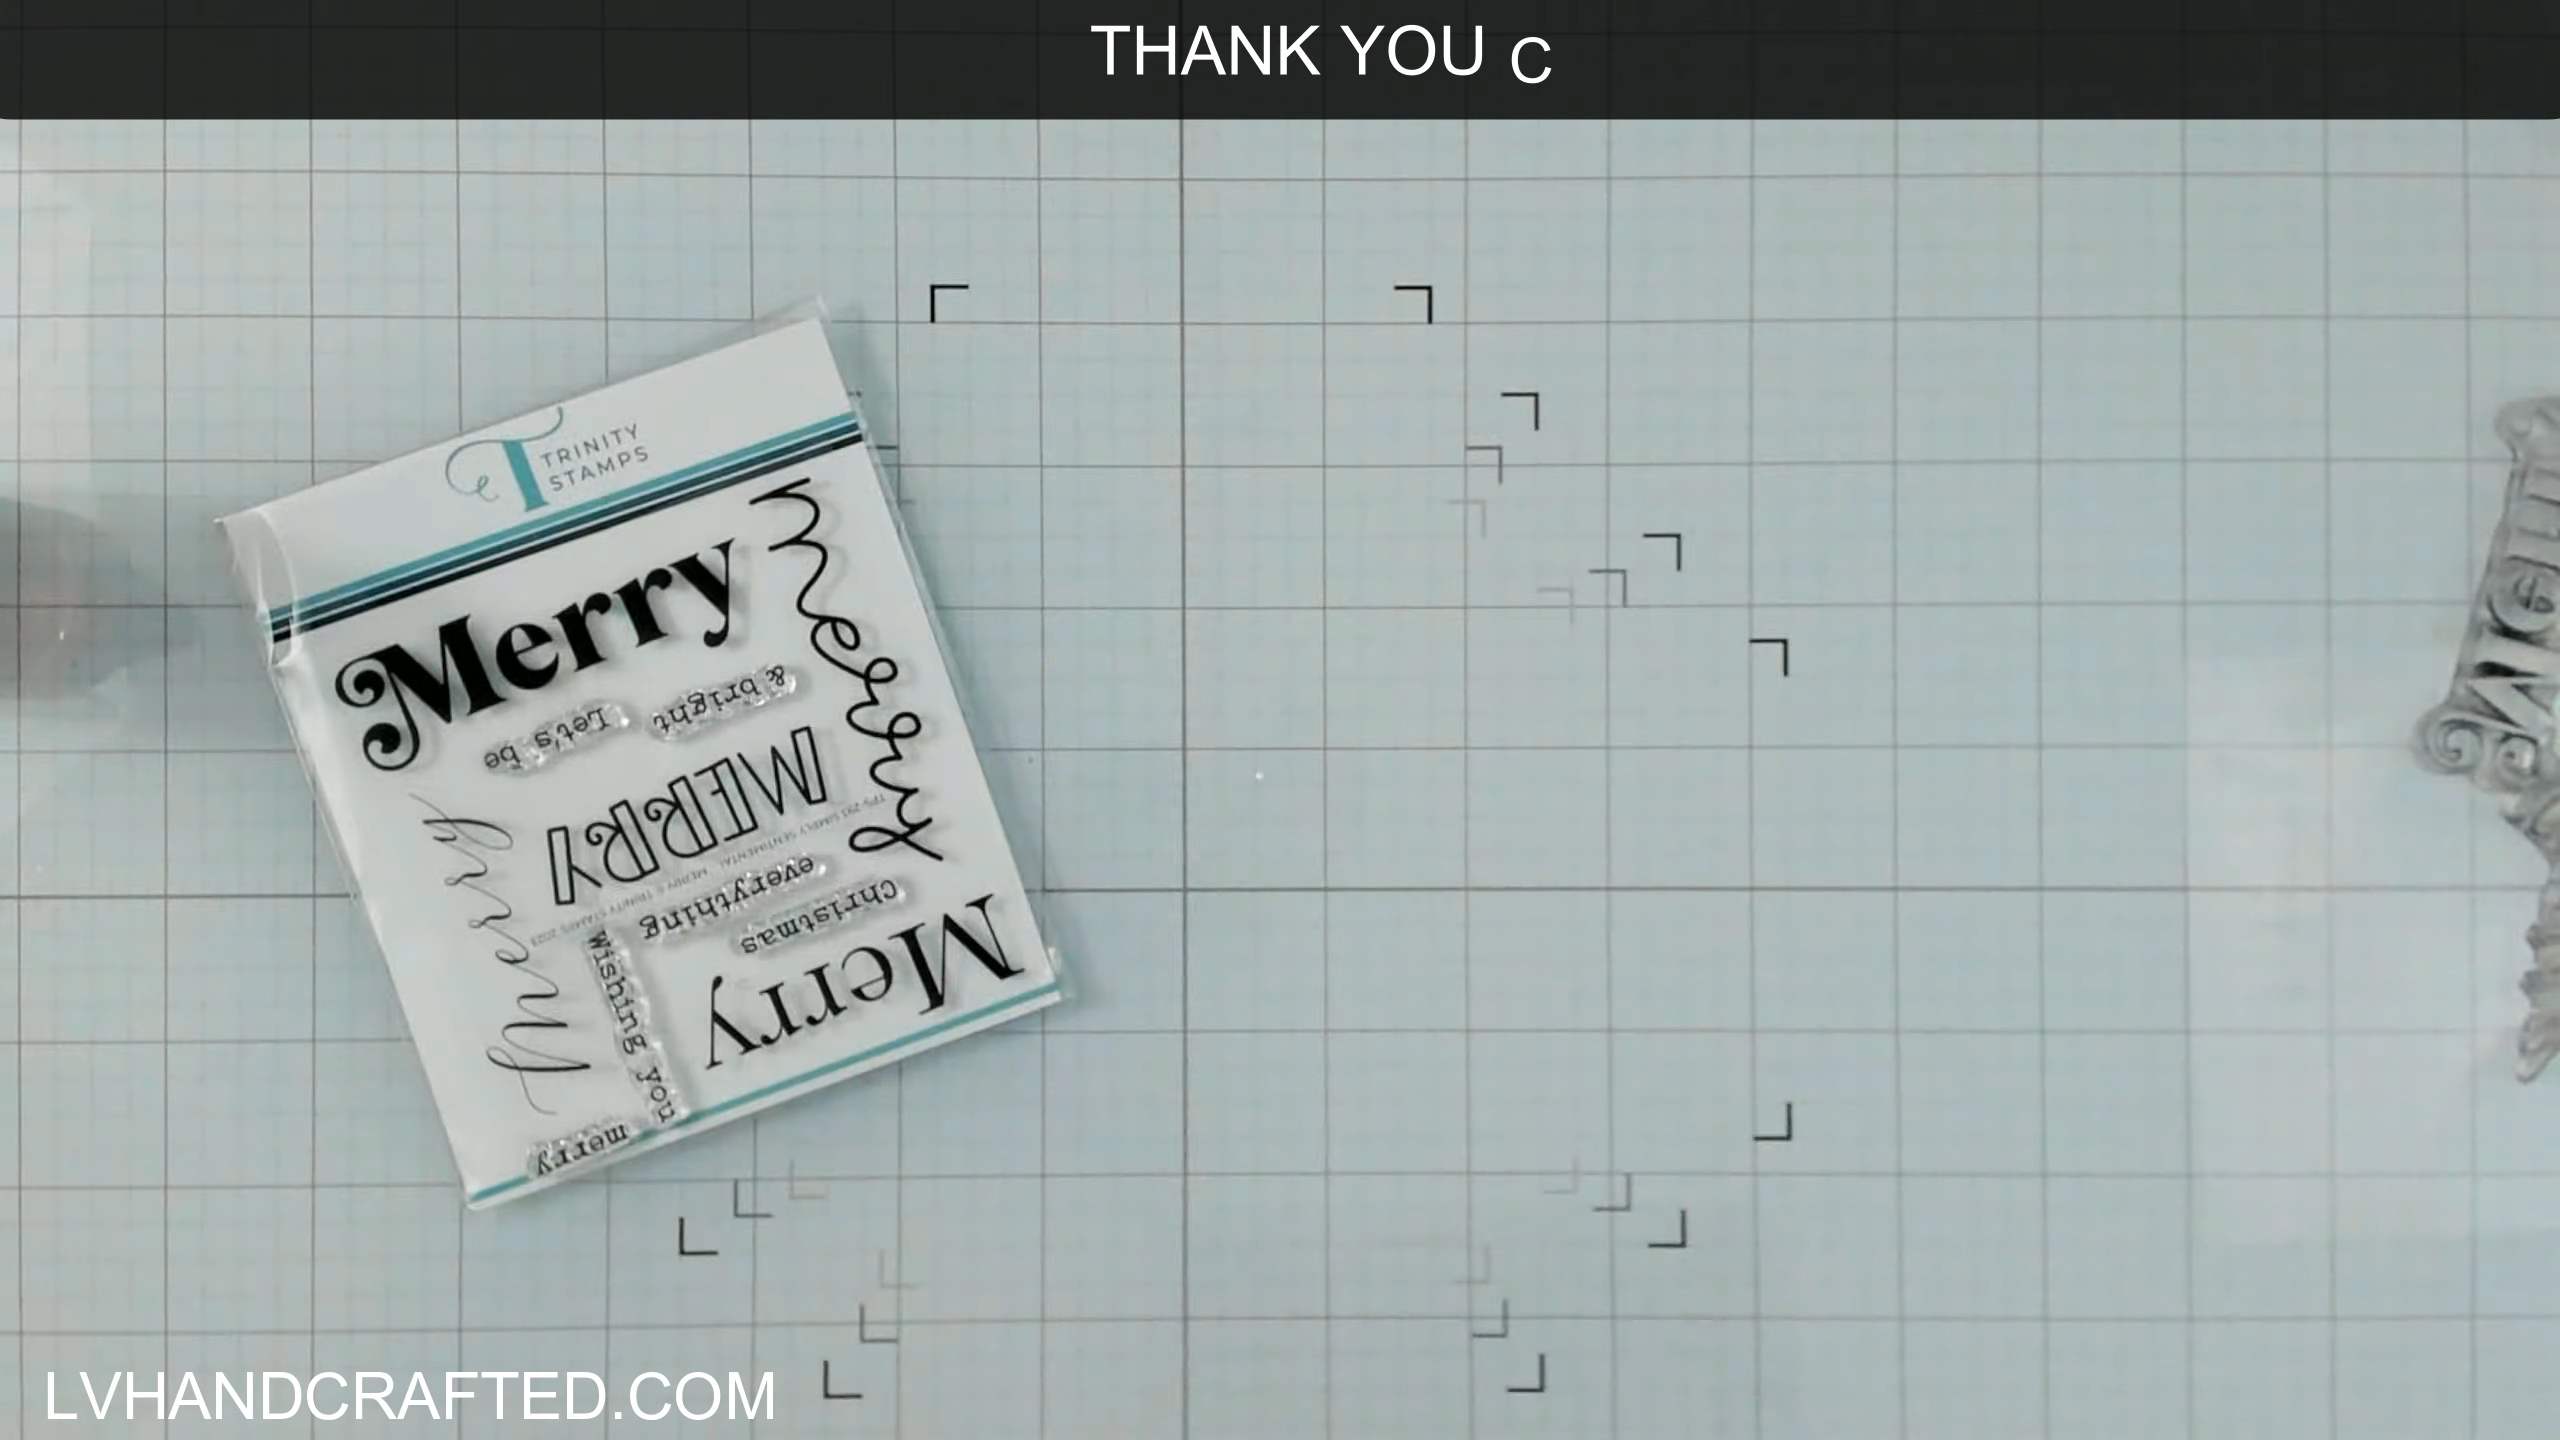 THANK YOU C
TRINITY
STAMPS
Merry
merry
& bright
Let's be
MERRY
merry
everything
Christmas
wishing you
Merry
merry
LVHANDCRAFTED.COM